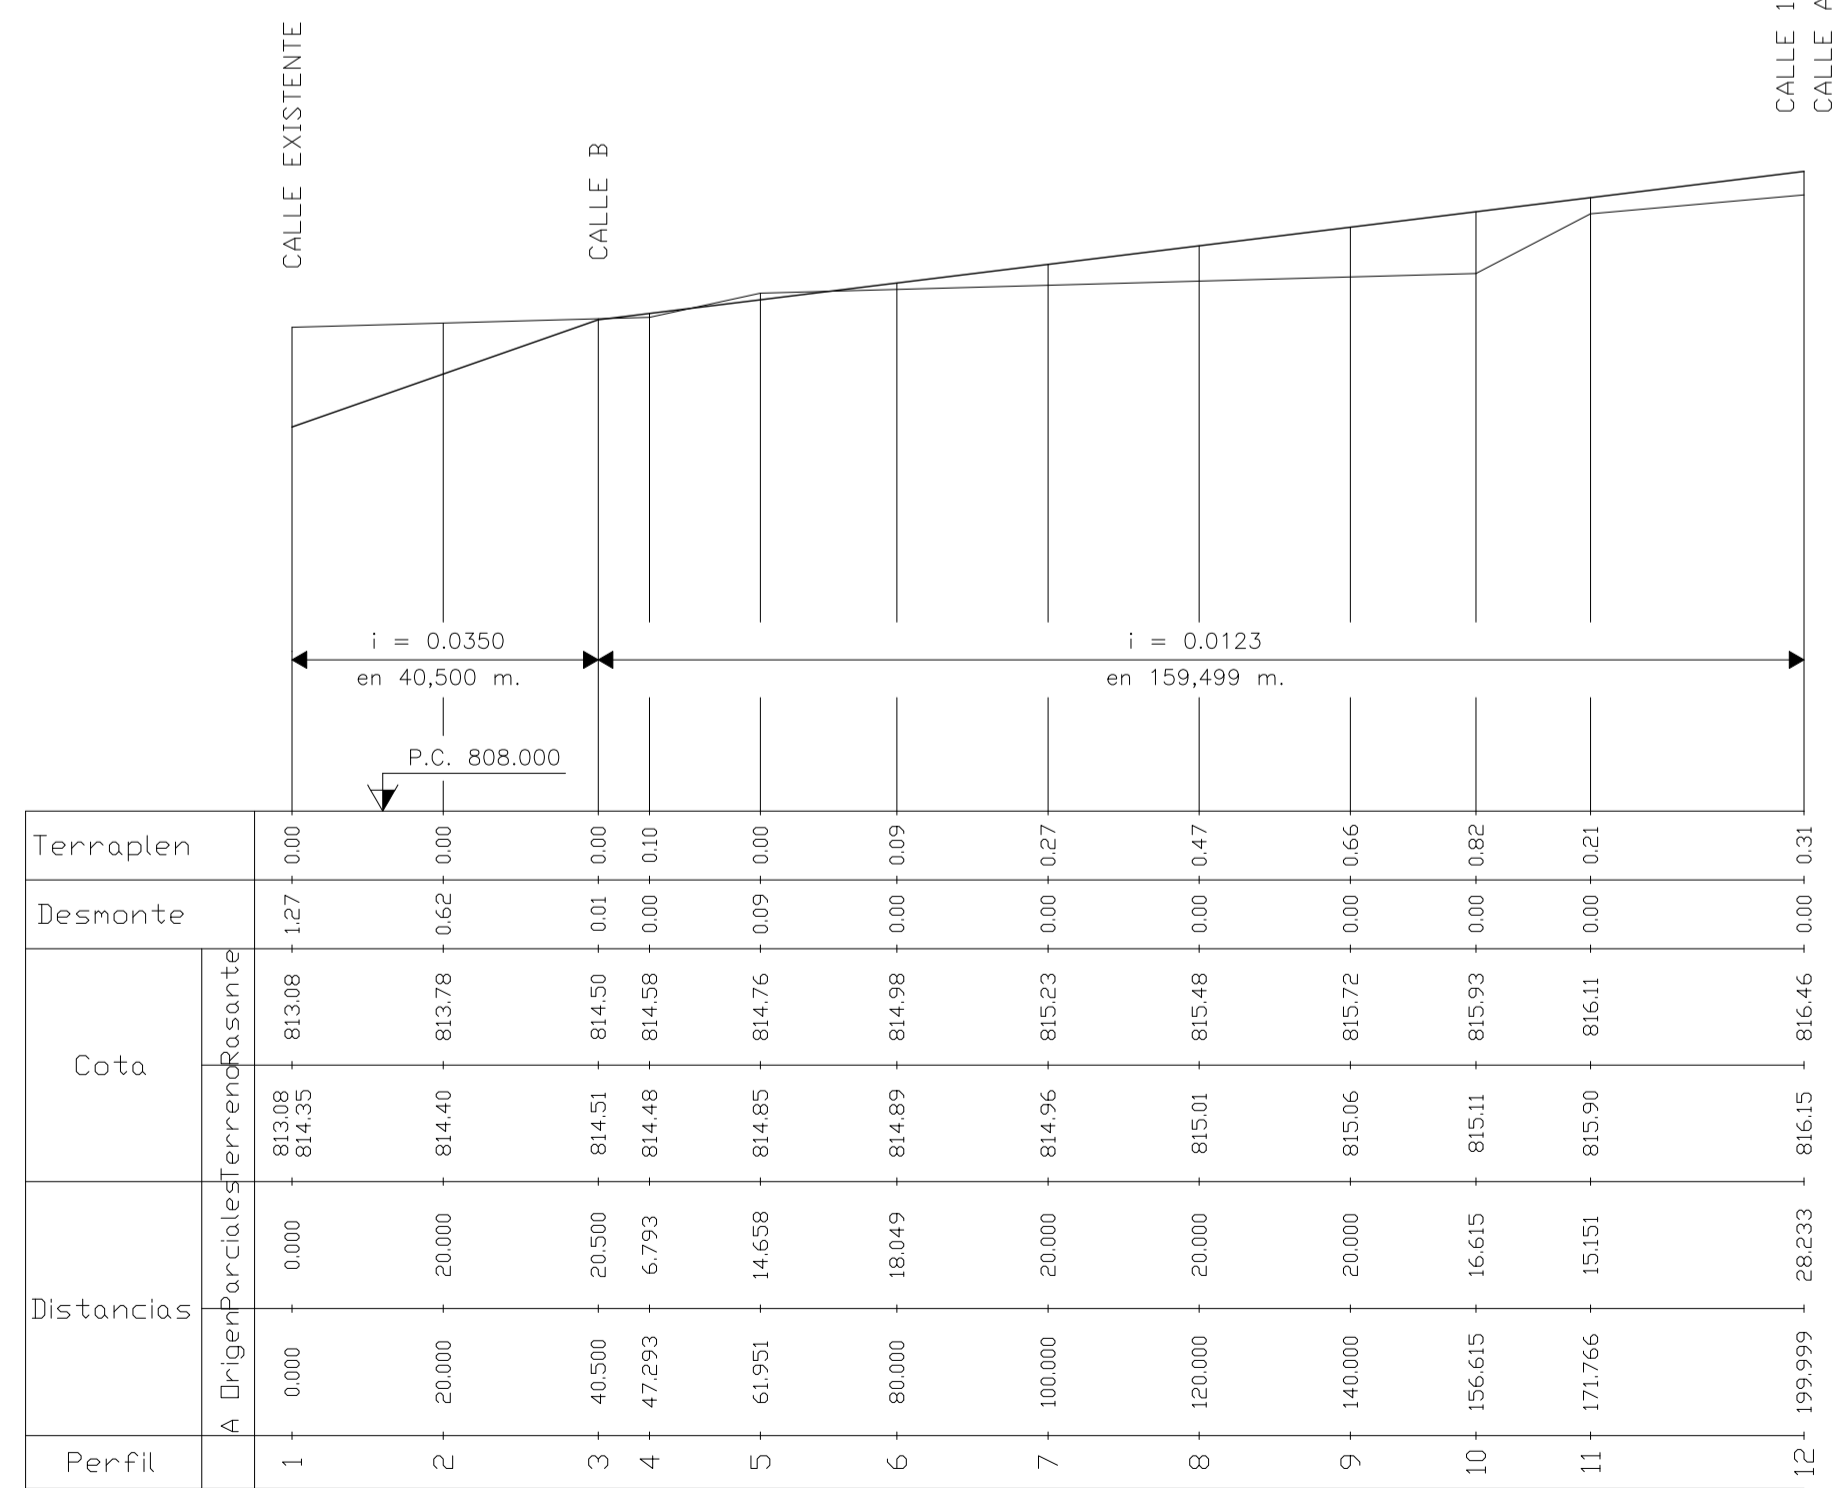 CALLE EXISTENTE
CALLE B
CALLE 1
CALLE A
i = 0.0350
en 40,500 m.
i = 0.0123
en 159,499 m.
P.C. 808.000
Terraplen 0.00 0.00 0.00 0.10 0.00 0.09 0.27 0.47 0.66 0.82 0.21 0.31
Desmonte 1.27 0.62 0.01 0.00 0.09 0.00 0.00 0.00 0.00 0.00 0.00 0.00
Cota
Rasante 813.08 813.78 814.50 814.58 814.76 814.98 815.23 815.48 815.72 815.93 816.11 816.46
Terreno 813.08 814.35 814.40 814.51 814.48 814.85 814.89 814.96 815.01 815.06 815.11 815.90 816.15
Distancias
Parciales 0.000 20.000 20.500 6.793 14.658 18.049 20.000 20.000 20.000 16.615 15.151 28.233
A Origen 0.000 20.000 40.500 47.293 61.951 80.000 100.000 120.000 140.000 156.615 171.766 199.999
Perfil 1 2 3 4 5 6 7 8 9 10 11 12